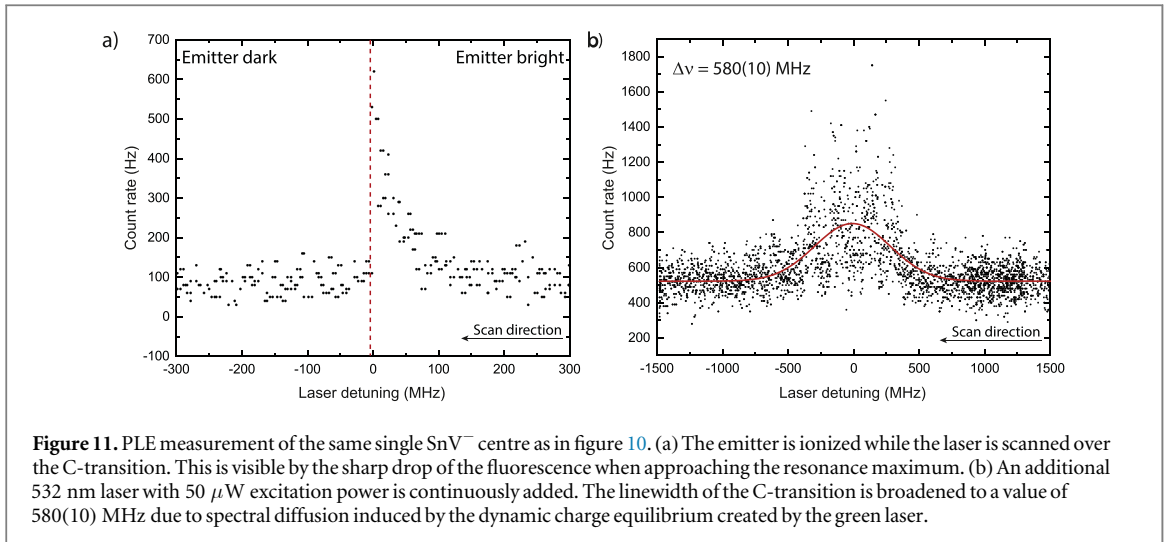 a)
700
600
500
400
300
200
100
0
-100
Count rate (Hz)
Emitter dark
Emitter bright
Scan direction
-300
-200
-100
0
100
200
300
Laser detuning (MHz)
b)
1800
1600
1400
1200
1000
800
600
400
200
Count rate (Hz)
Δν = 580(10) MHz
Scan direction
-1500
-1000
-500
0
500
1000
1500
Laser detuning (MHz)
Figure 11. PLE measurement of the same single SnV⁻ centre as in figure 10. (a) The emitter is ionized while the laser is scanned over
the C-transition. This is visible by the sharp drop of the fluorescence when approaching the resonance maximum. (b) An additional
532 nm laser with 50 μW excitation power is continuously added. The linewidth of the C-transition is broadened to a value of
580(10) MHz due to spectral diffusion induced by the dynamic charge equilibrium created by the green laser.